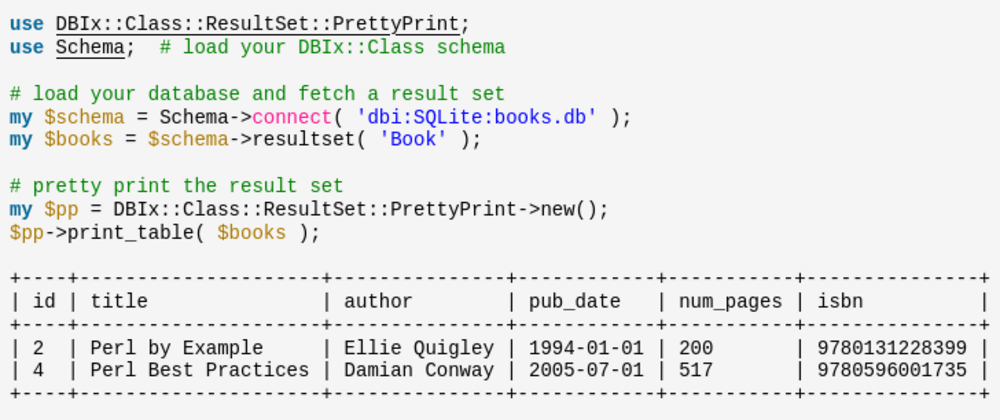 use DBIx::Class::ResultSet::PrettyPrint;
use Schema;  # load your DBIx::Class schema

# load your database and fetch a result set
my $schema = Schema->connect( 'dbi:SQLite:books.db' );
my $books = $schema->resultset( 'Book' );

# pretty print the result set
my $pp = DBIx::Class::ResultSet::PrettyPrint->new();
$pp->print_table( $books );

+----+---------------------+---------------+------------+-----------+---------------+
| id | title               | author        | pub_date   | num_pages | isbn          |
+----+---------------------+---------------+------------+-----------+---------------+
| 2  | Perl by Example     | Ellie Quigley | 1994-01-01 | 200       | 9780131228399 |
| 4  | Perl Best Practices | Damian Conway | 2005-07-01 | 517       | 9780596001735 |
+----+---------------------+---------------+------------+-----------+---------------+